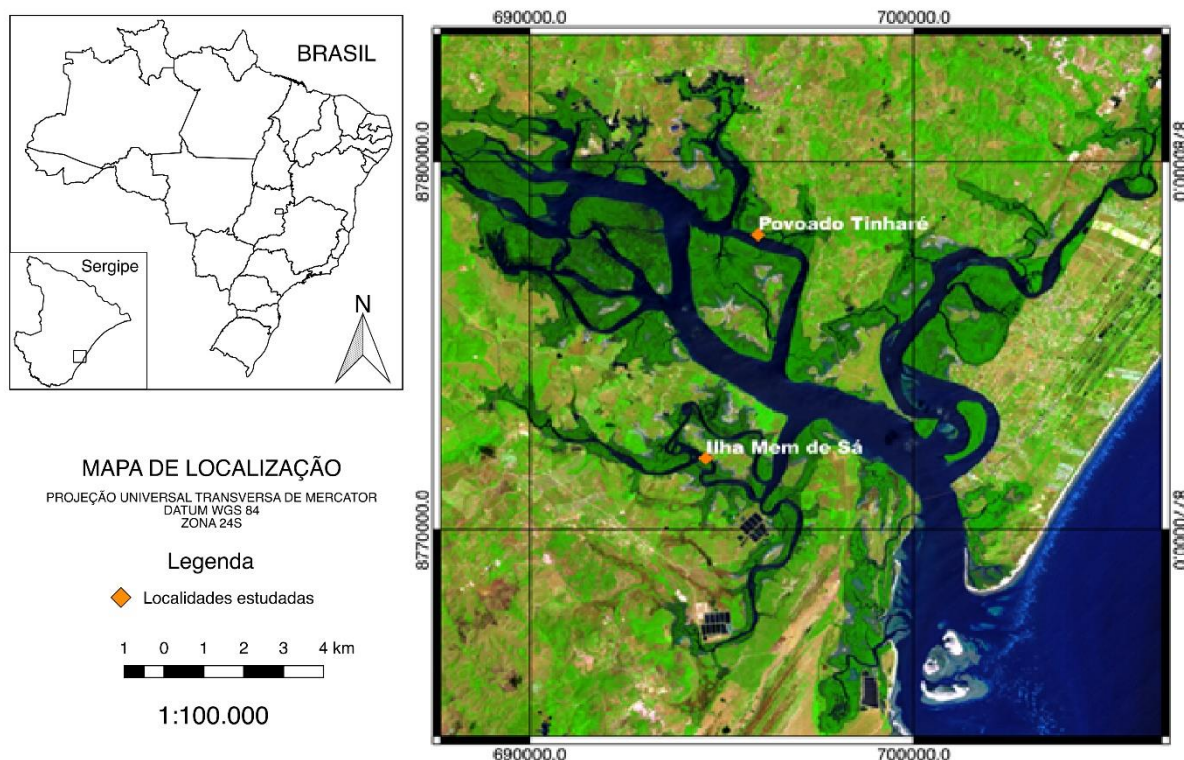 BRASIL
Sergipe
N
MAPA DE LOCALIZAÇÃO
PROJEÇÃO UNIVERSAL TRANSVERSA DE MERCATOR
DATUM WGS 84
ZONA 24S
Legenda
Localidades estudadas
1 0 1 2 3 4 km
1:100.000
690000.0 700000.0
8780000.0 8780000.0
Povoado Tinharé
Ilha Mem de Sá
8770000.0 8770000.0
690000.0 700000.0